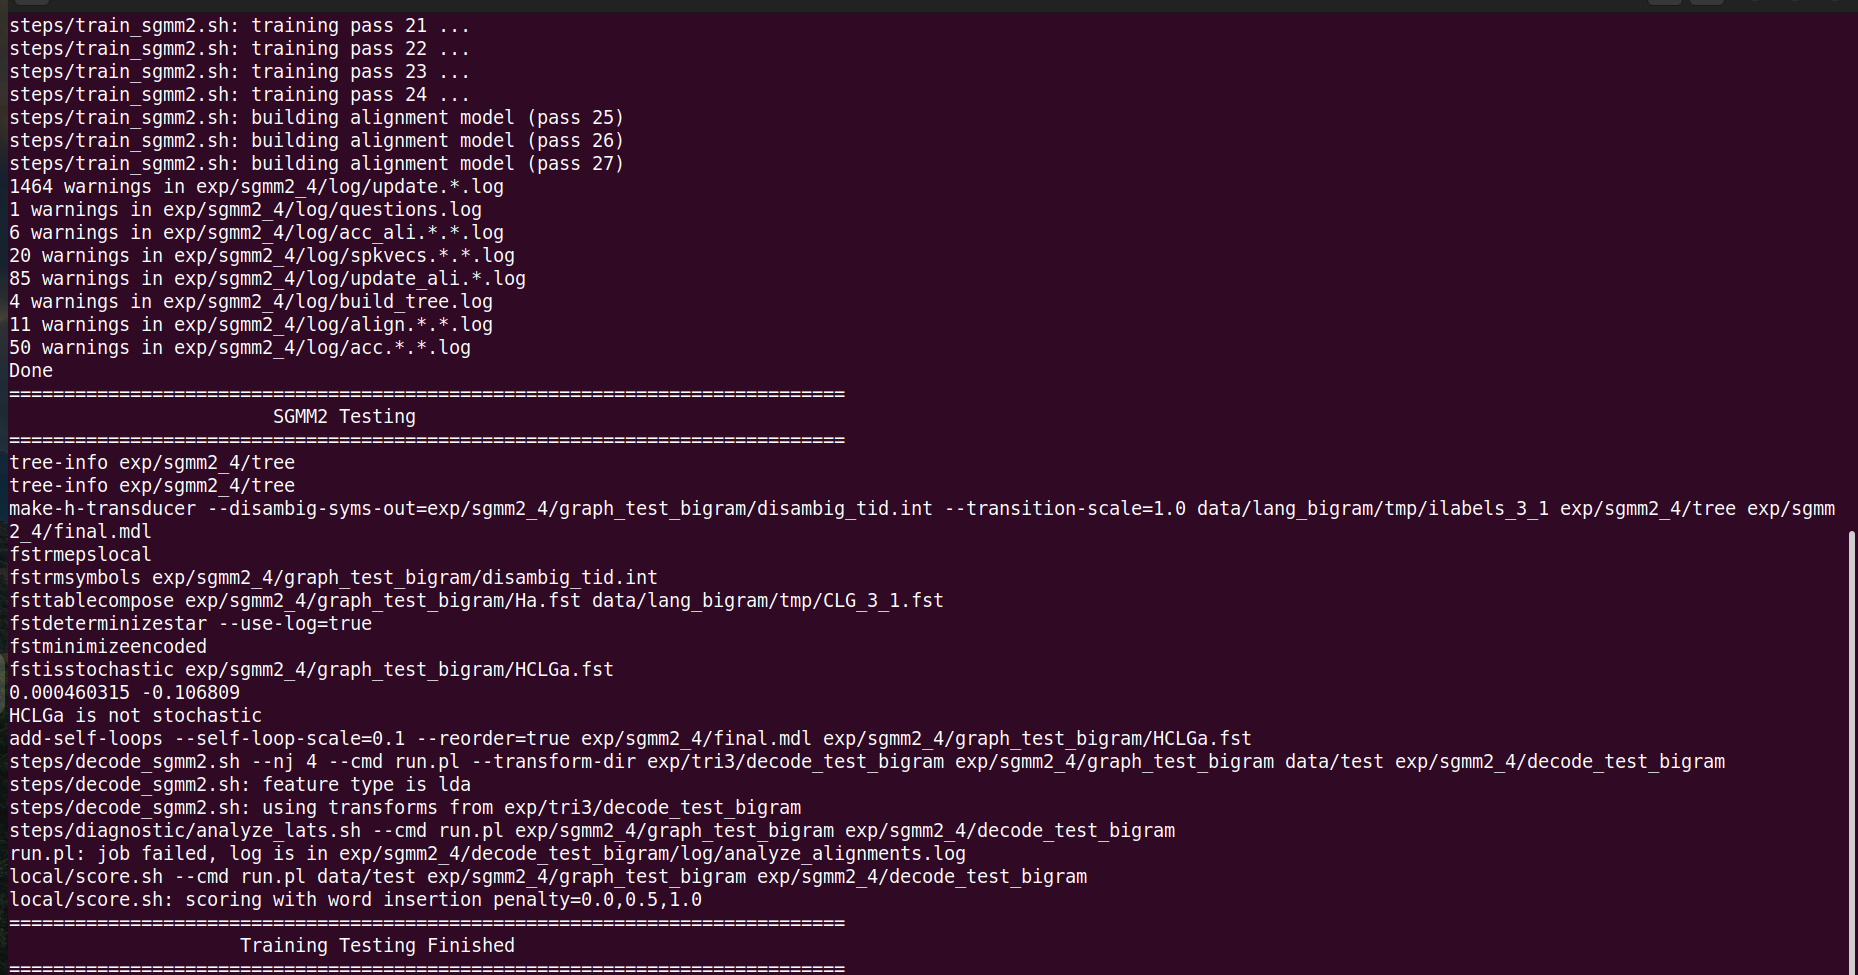 steps/train_sgmm2.sh: training pass 21 ...
steps/train_sgmm2.sh: training pass 22 ...
steps/train_sgmm2.sh: training pass 23 ...
steps/train_sgmm2.sh: training pass 24 ...
steps/train_sgmm2.sh: building alignment model (pass 25)
steps/train_sgmm2.sh: building alignment model (pass 26)
steps/train_sgmm2.sh: building alignment model (pass 27)
1464 warnings in exp/sgmm2_4/log/update.*.log
1 warnings in exp/sgmm2_4/log/questions.log
6 warnings in exp/sgmm2_4/log/acc_ali.*.*.log
20 warnings in exp/sgmm2_4/log/spkvecs.*.*.log
85 warnings in exp/sgmm2_4/log/update_ali.*.log
4 warnings in exp/sgmm2_4/log/build_tree.log
11 warnings in exp/sgmm2_4/log/align.*.*.log
50 warnings in exp/sgmm2_4/log/acc.*.*.log
Done
============================================================================
SGMM2 Testing
============================================================================
tree-info exp/sgmm2_4/tree
tree-info exp/sgmm2_4/tree
make-h-transducer --disambig-syms-out=exp/sgmm2_4/graph_test_bigram/disambig_tid.int --transition-scale=1.0 data/lang_bigram/tmp/ilabels_3_1 exp/sgmm2_4/tree exp/sgmm
2_4/final.mdl
fstrmepslocal
fstrmsymbols exp/sgmm2_4/graph_test_bigram/disambig_tid.int
fsttablecompose exp/sgmm2_4/graph_test_bigram/Ha.fst data/lang_bigram/tmp/CLG_3_1.fst
fstdeterminizestar --use-log=true
fstminimizeencoded
fstisstochastic exp/sgmm2_4/graph_test_bigram/HCLGa.fst
0.000460315 -0.106809
HCLGa is not stochastic
add-self-loops --self-loop-scale=0.1 --reorder=true exp/sgmm2_4/final.mdl exp/sgmm2_4/graph_test_bigram/HCLGa.fst
steps/decode_sgmm2.sh --nj 4 --cmd run.pl --transform-dir exp/tri3/decode_test_bigram exp/sgmm2_4/graph_test_bigram data/test exp/sgmm2_4/decode_test_bigram
steps/decode_sgmm2.sh: feature type is lda
steps/decode_sgmm2.sh: using transforms from exp/tri3/decode_test_bigram
steps/diagnostic/analyze_lats.sh --cmd run.pl exp/sgmm2_4/graph_test_bigram exp/sgmm2_4/decode_test_bigram
run.pl: job failed, log is in exp/sgmm2_4/decode_test_bigram/log/analyze_alignments.log
local/score.sh --cmd run.pl data/test exp/sgmm2_4/graph_test_bigram exp/sgmm2_4/decode_test_bigram
local/score.sh: scoring with word insertion penalty=0.0,0.5,1.0
============================================================================
Training Testing Finished
============================================================================